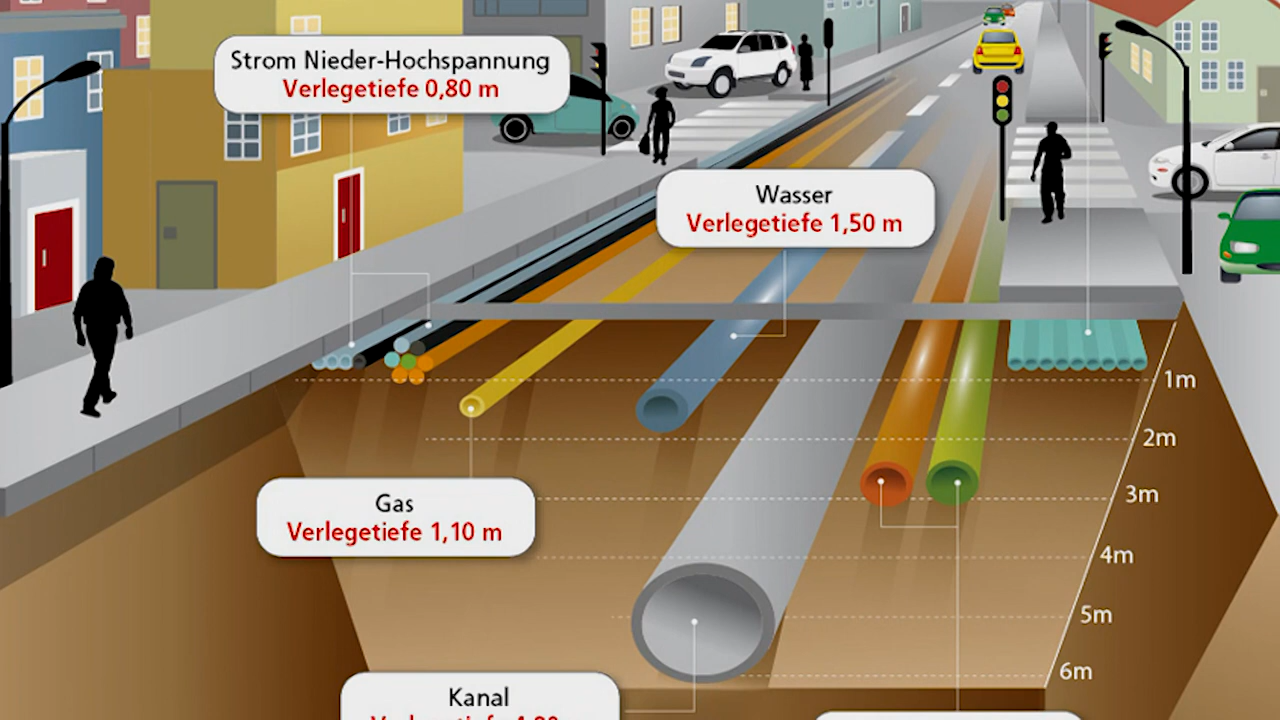 Strom Nieder-Hochspannung
Verlegetiefe 0,80 m
Wasser
Verlegetiefe 1,50 m
1m
2m
3m
Gas
Verlegetiefe 1,10 m
4m
5m
6m
Kanal